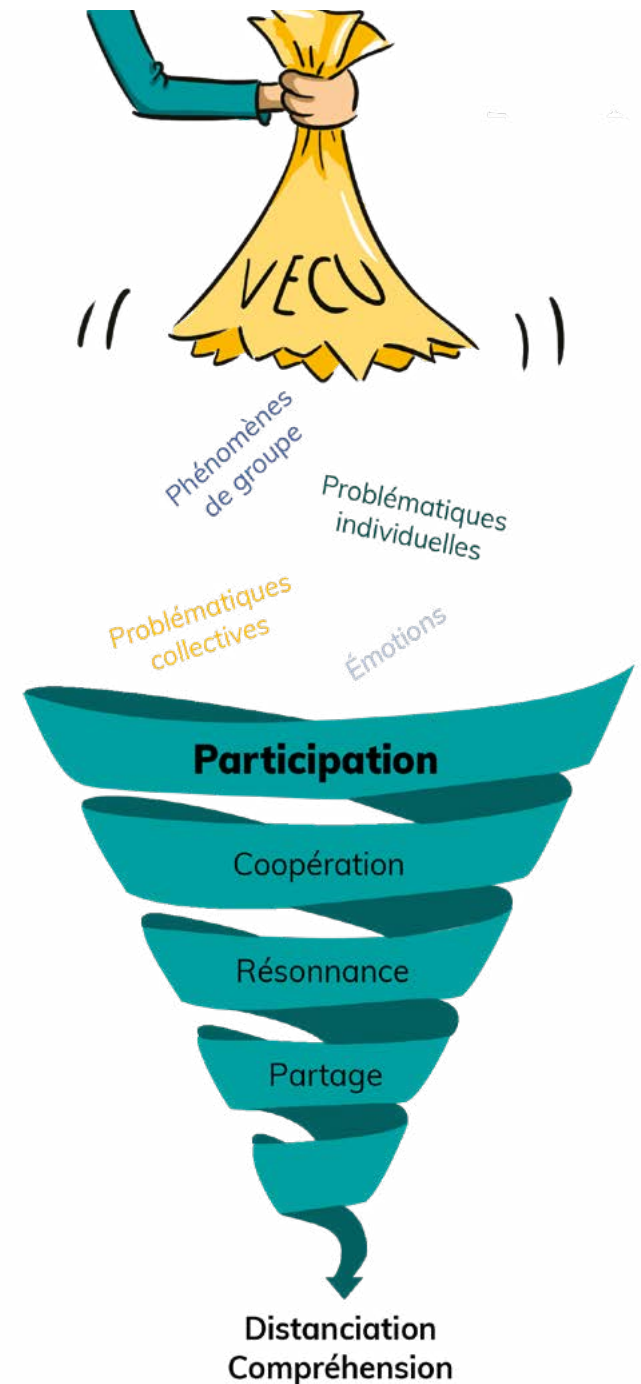 VECU
Phénomènes
de groupe
Problématiques
individuelles
Problématiques
collectives
Émotions
Participation
Coopération
Résonnance
Partage
Distanciation
Compréhension